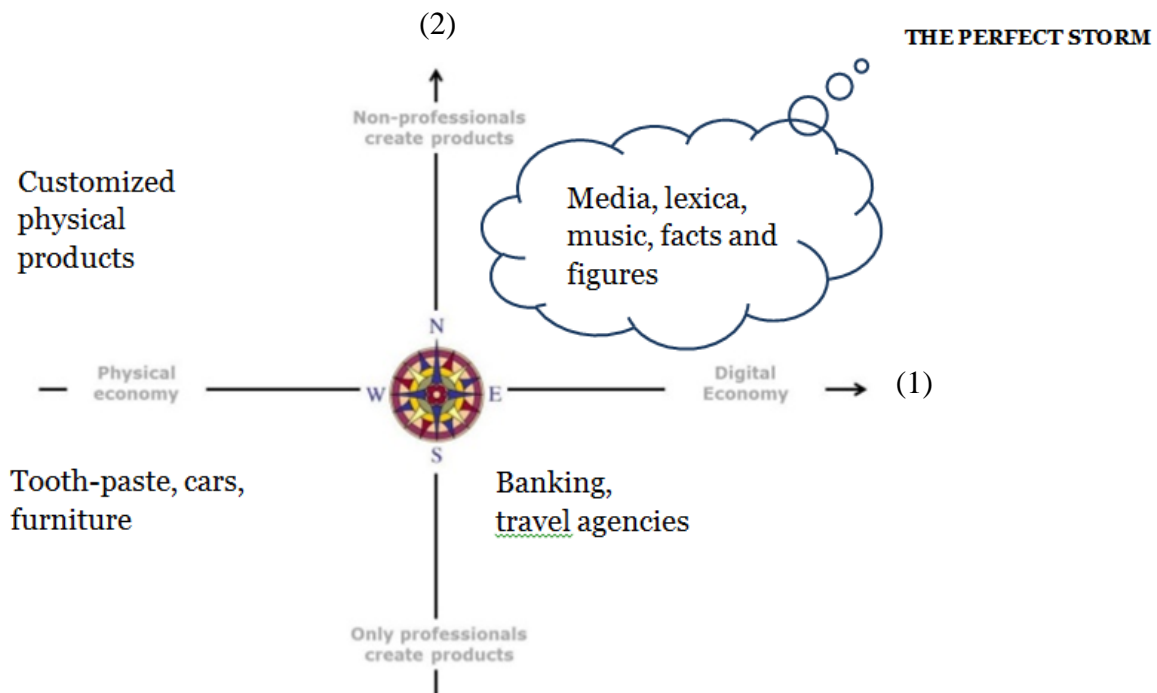 (2)
THE PERFECT STORM
Non-professionals
create products
Customized
physical
products
Media, lexica,
music, facts and
figures
N
Physical
economy
W
E
Digital
Economy
(1)
S
Tooth-paste, cars,
furniture
Banking,
travel agencies
Only professionals
create products